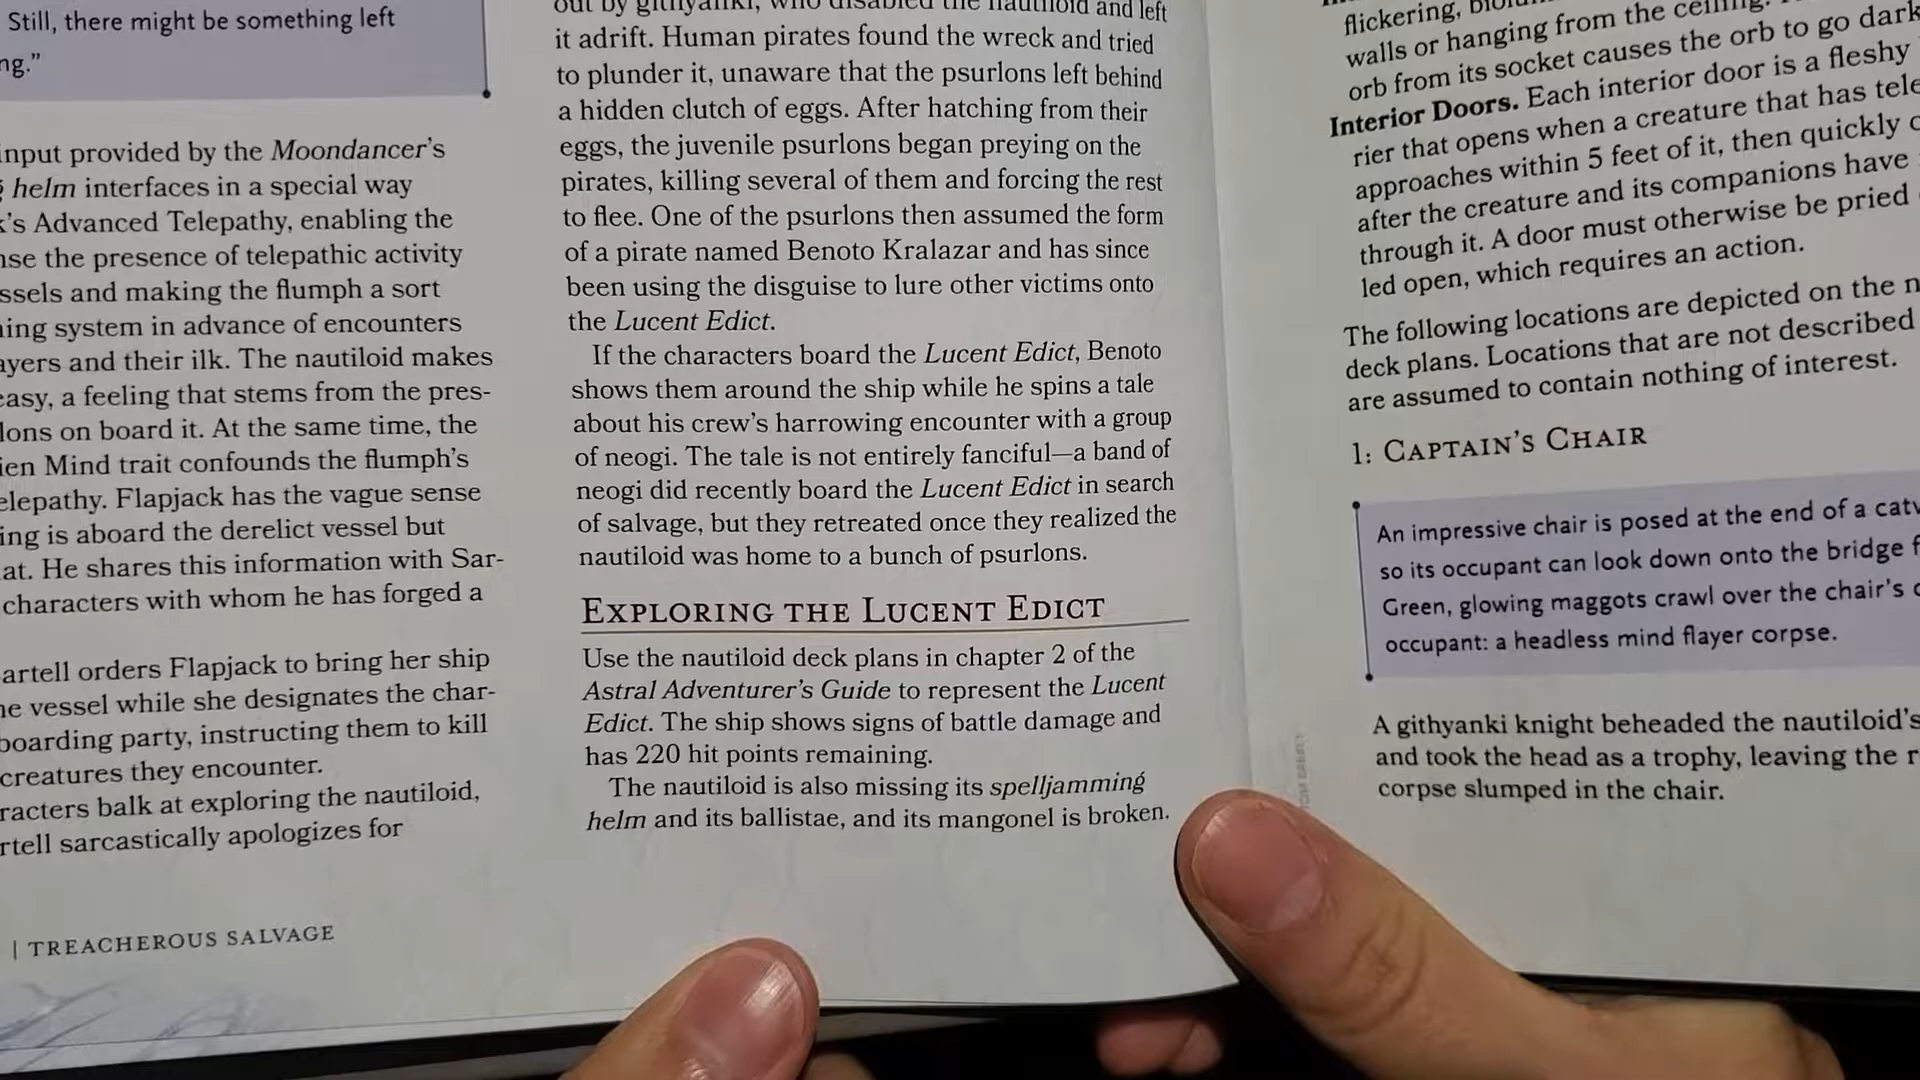 Still, there might be something left
ng.”
input provided by the Moondancer’s
helm interfaces in a special way
’s Advanced Telepathy, enabling the
nse the presence of telepathic activity
ssels and making the flumph a sort
ning system in advance of encounters
ayers and their ilk. The nautiloid makes
easy, a feeling that stems from the pres-
lons on board it. At the same time, the
ien Mind trait confounds the flumph’s
elepathy. Flapjack has the vague sense
ing is aboard the derelict vessel but
at. He shares this information with Sar-
characters with whom he has forged a
artell orders Flapjack to bring her ship
ne vessel while she designates the char-
boarding party, instructing them to kill
creatures they encounter.
racters balk at exploring the nautiloid,
rtell sarcastically apologizes for
| TREACHEROUS SALVAGE
out by githyanki, who disabled the nautiloid and left
it adrift. Human pirates found the wreck and tried
to plunder it, unaware that the psurlons left behind
a hidden clutch of eggs. After hatching from their
eggs, the juvenile psurlons began preying on the
pirates, killing several of them and forcing the rest
to flee. One of the psurlons then assumed the form
of a pirate named Benoto Kralazar and has since
been using the disguise to lure other victims onto
the Lucent Edict.
If the characters board the Lucent Edict, Benoto
shows them around the ship while he spins a tale
about his crew’s harrowing encounter with a group
of neogi. The tale is not entirely fanciful—a band of
neogi did recently board the Lucent Edict in search
of salvage, but they retreated once they realized the
nautiloid was home to a bunch of psurlons.
EXPLORING THE LUCENT EDICT
Use the nautiloid deck plans in chapter 2 of the
Astral Adventurer’s Guide to represent the Lucent
Edict. The ship shows signs of battle damage and
has 220 hit points remaining.
The nautiloid is also missing its spelljamming
helm and its ballistae, and its mangonel is broken.
flickering,
walls or hanging from the ceiling.
orb from its socket causes the orb to go dark
Interior Doors. Each interior door is a fleshy
rier that opens when a creature that has tele
approaches within 5 feet of it, then quickly
after the creature and its companions have
through it. A door must otherwise be pried
led open, which requires an action.
The following locations are depicted on the n
deck plans. Locations that are not described
are assumed to contain nothing of interest.
1: CAPTAIN’S CHAIR
An impressive chair is posed at the end of a catw
so its occupant can look down onto the bridge f
Green, glowing maggots crawl over the chair’s
occupant: a headless mind flayer corpse.
A githyanki knight beheaded the nautiloid’s
and took the head as a trophy, leaving the r
corpse slumped in the chair.